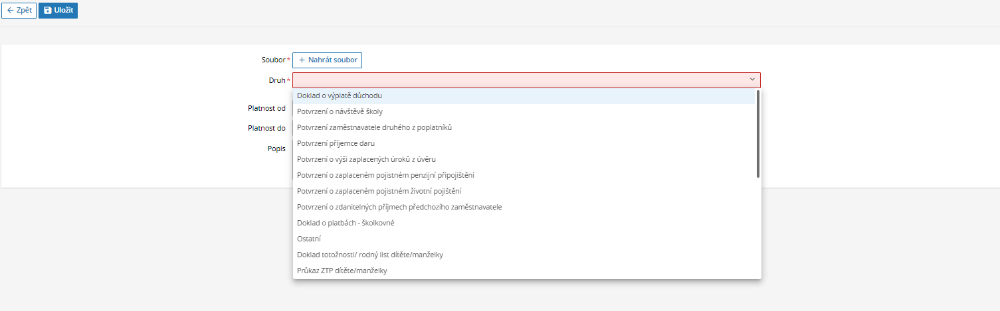 Zpět Uložit
Soubor* + Nahrát soubor
Druh*
Doklad o výplatě důchodu
Platnost od
Potvrzení o návštěvě školy
Platnost do
Potvrzení zaměstnavatele druhého z poplatníků
Popis
Potvrzení příjemce daru
Potvrzení o výši zaplacených úroků z úvěru
Potvrzení o zaplaceném pojistném penzijní připojištění
Potvrzení o zaplaceném pojistném životní pojištění
Potvrzení o zdanitelných příjmech předchozího zaměstnavatele
Doklad o platbách - školkovné
Ostatní
Doklad totožnosti/ rodný list dítěte/manželky
Průkaz ZTP dítěte/manželky